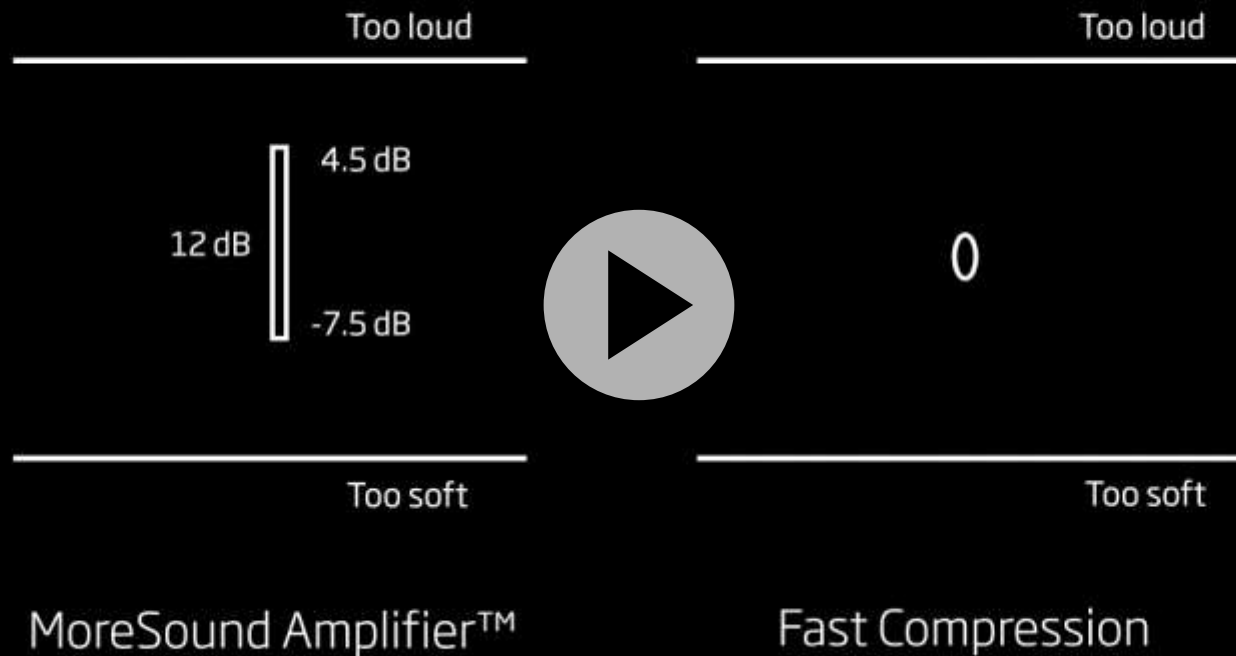 Too loud
4.5 dB
12 dB
-7.5 dB
Too soft
MoreSound Amplifier™
Too loud
0
Too soft
Fast Compression